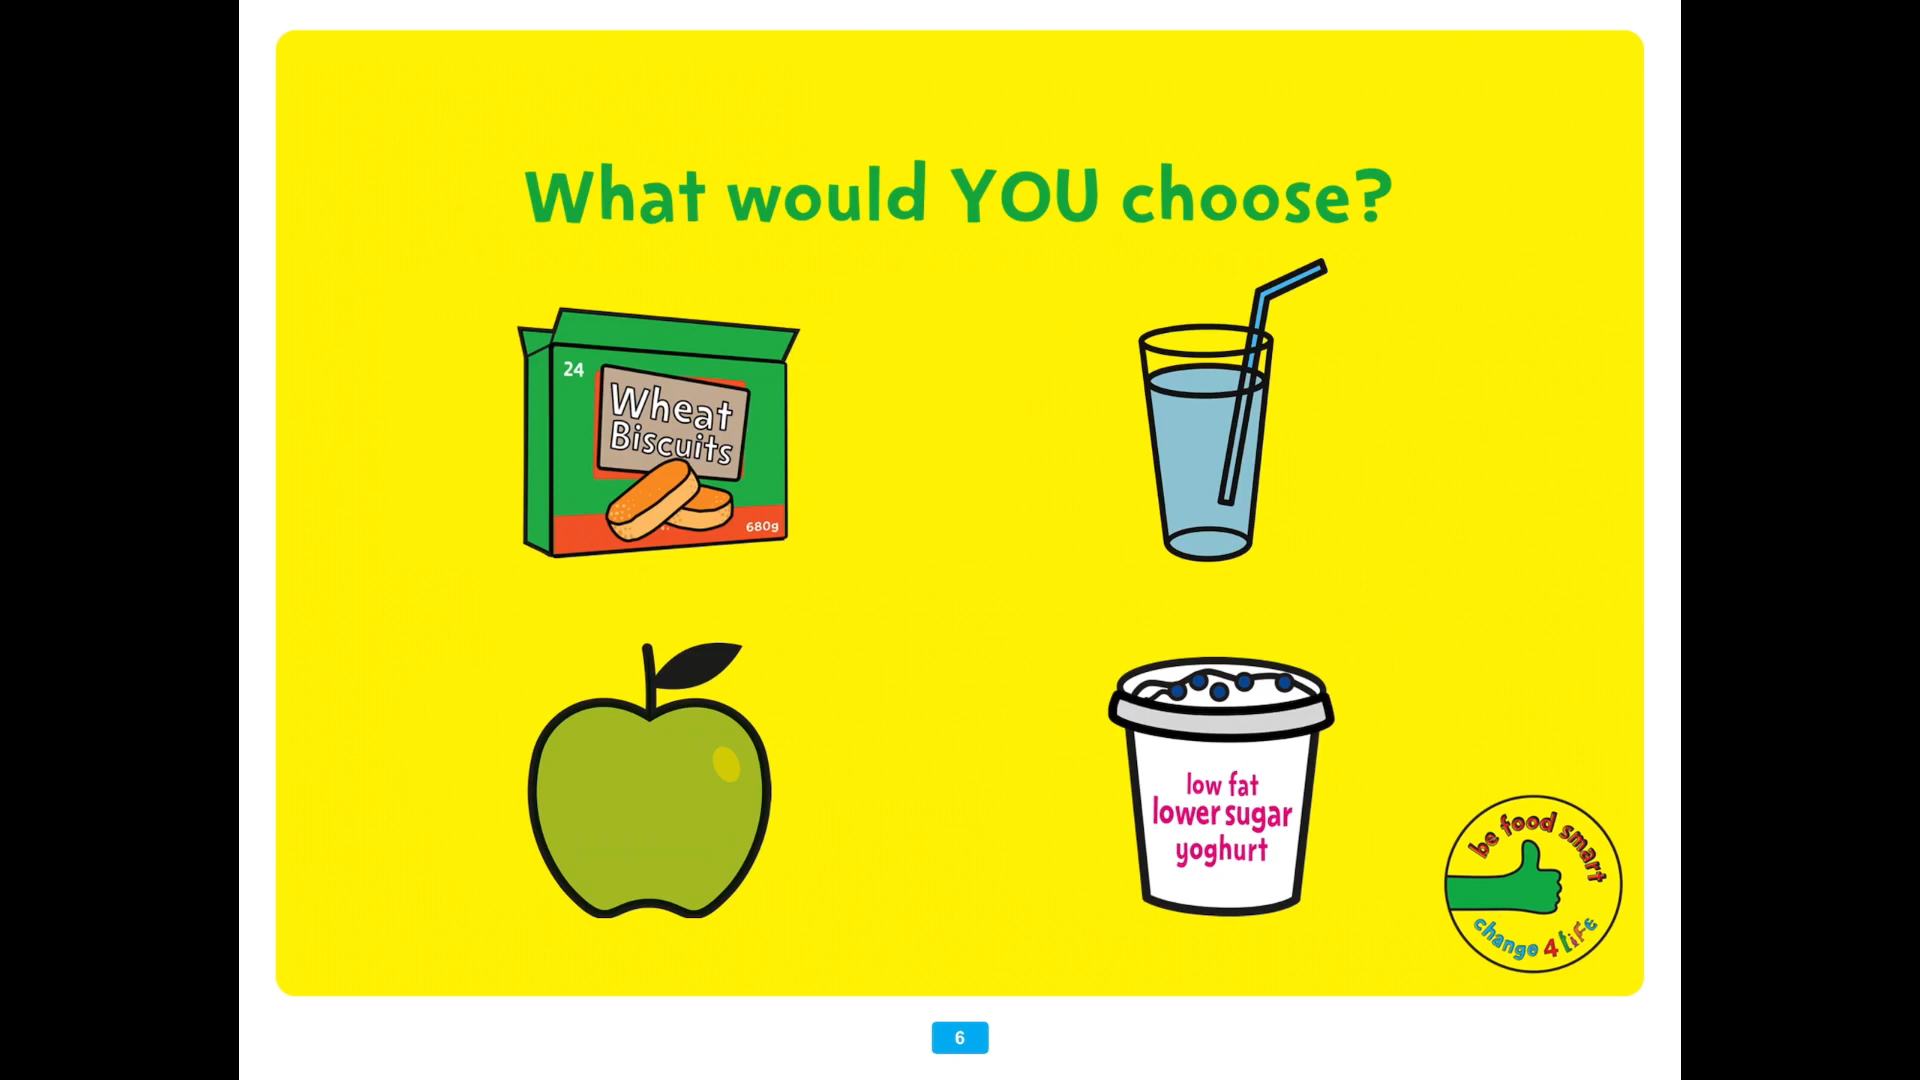 What would YOU choose?
24
Wheat
Biscuits
680g
low fat
lower sugar
yoghurt
be food smart
change 4 LiFe
6